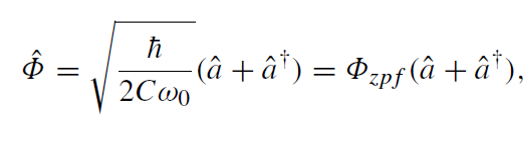 Φ̂ = √(ħ / 2Cω₀) (â + â†) = Φ_zpf (â + â†),